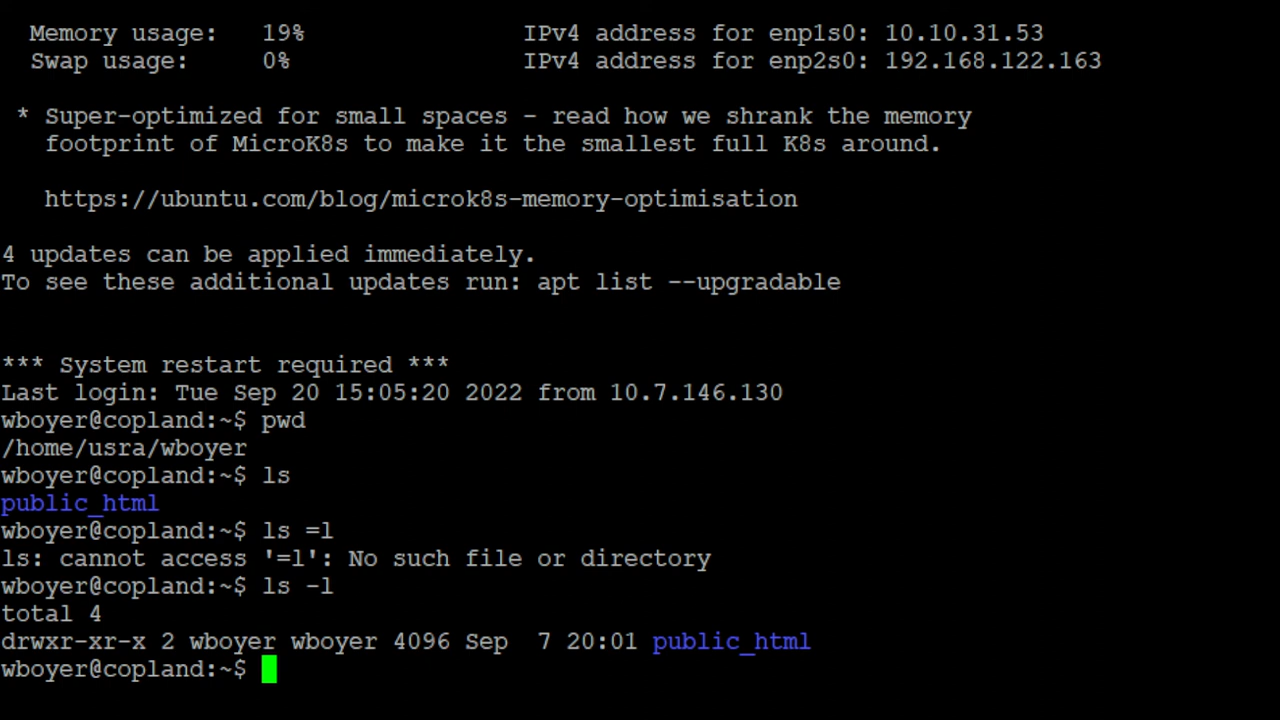 Memory usage: 19% IPv4 address for enp1s0: 10.10.31.53
Swap usage: 0% IPv4 address for enp2s0: 192.168.122.163
* Super-optimized for small spaces - read how we shrank the memory
footprint of MicroK8s to make it the smallest full K8s around.
https://ubuntu.com/blog/microk8s-memory-optimisation
4 updates can be applied immediately.
To see these additional updates run: apt list --upgradable
*** System restart required ***
Last login: Tue Sep 20 15:05:20 2022 from 10.7.146.130
wboyer@copland:~$ pwd
/home/usra/wboyer
wboyer@copland:~$ ls
public_html
wboyer@copland:~$ ls =l
ls: cannot access '=l': No such file or directory
wboyer@copland:~$ ls -l
total 4
drwxr-xr-x 2 wboyer wboyer 4096 Sep  7 20:01 public_html
wboyer@copland:~$